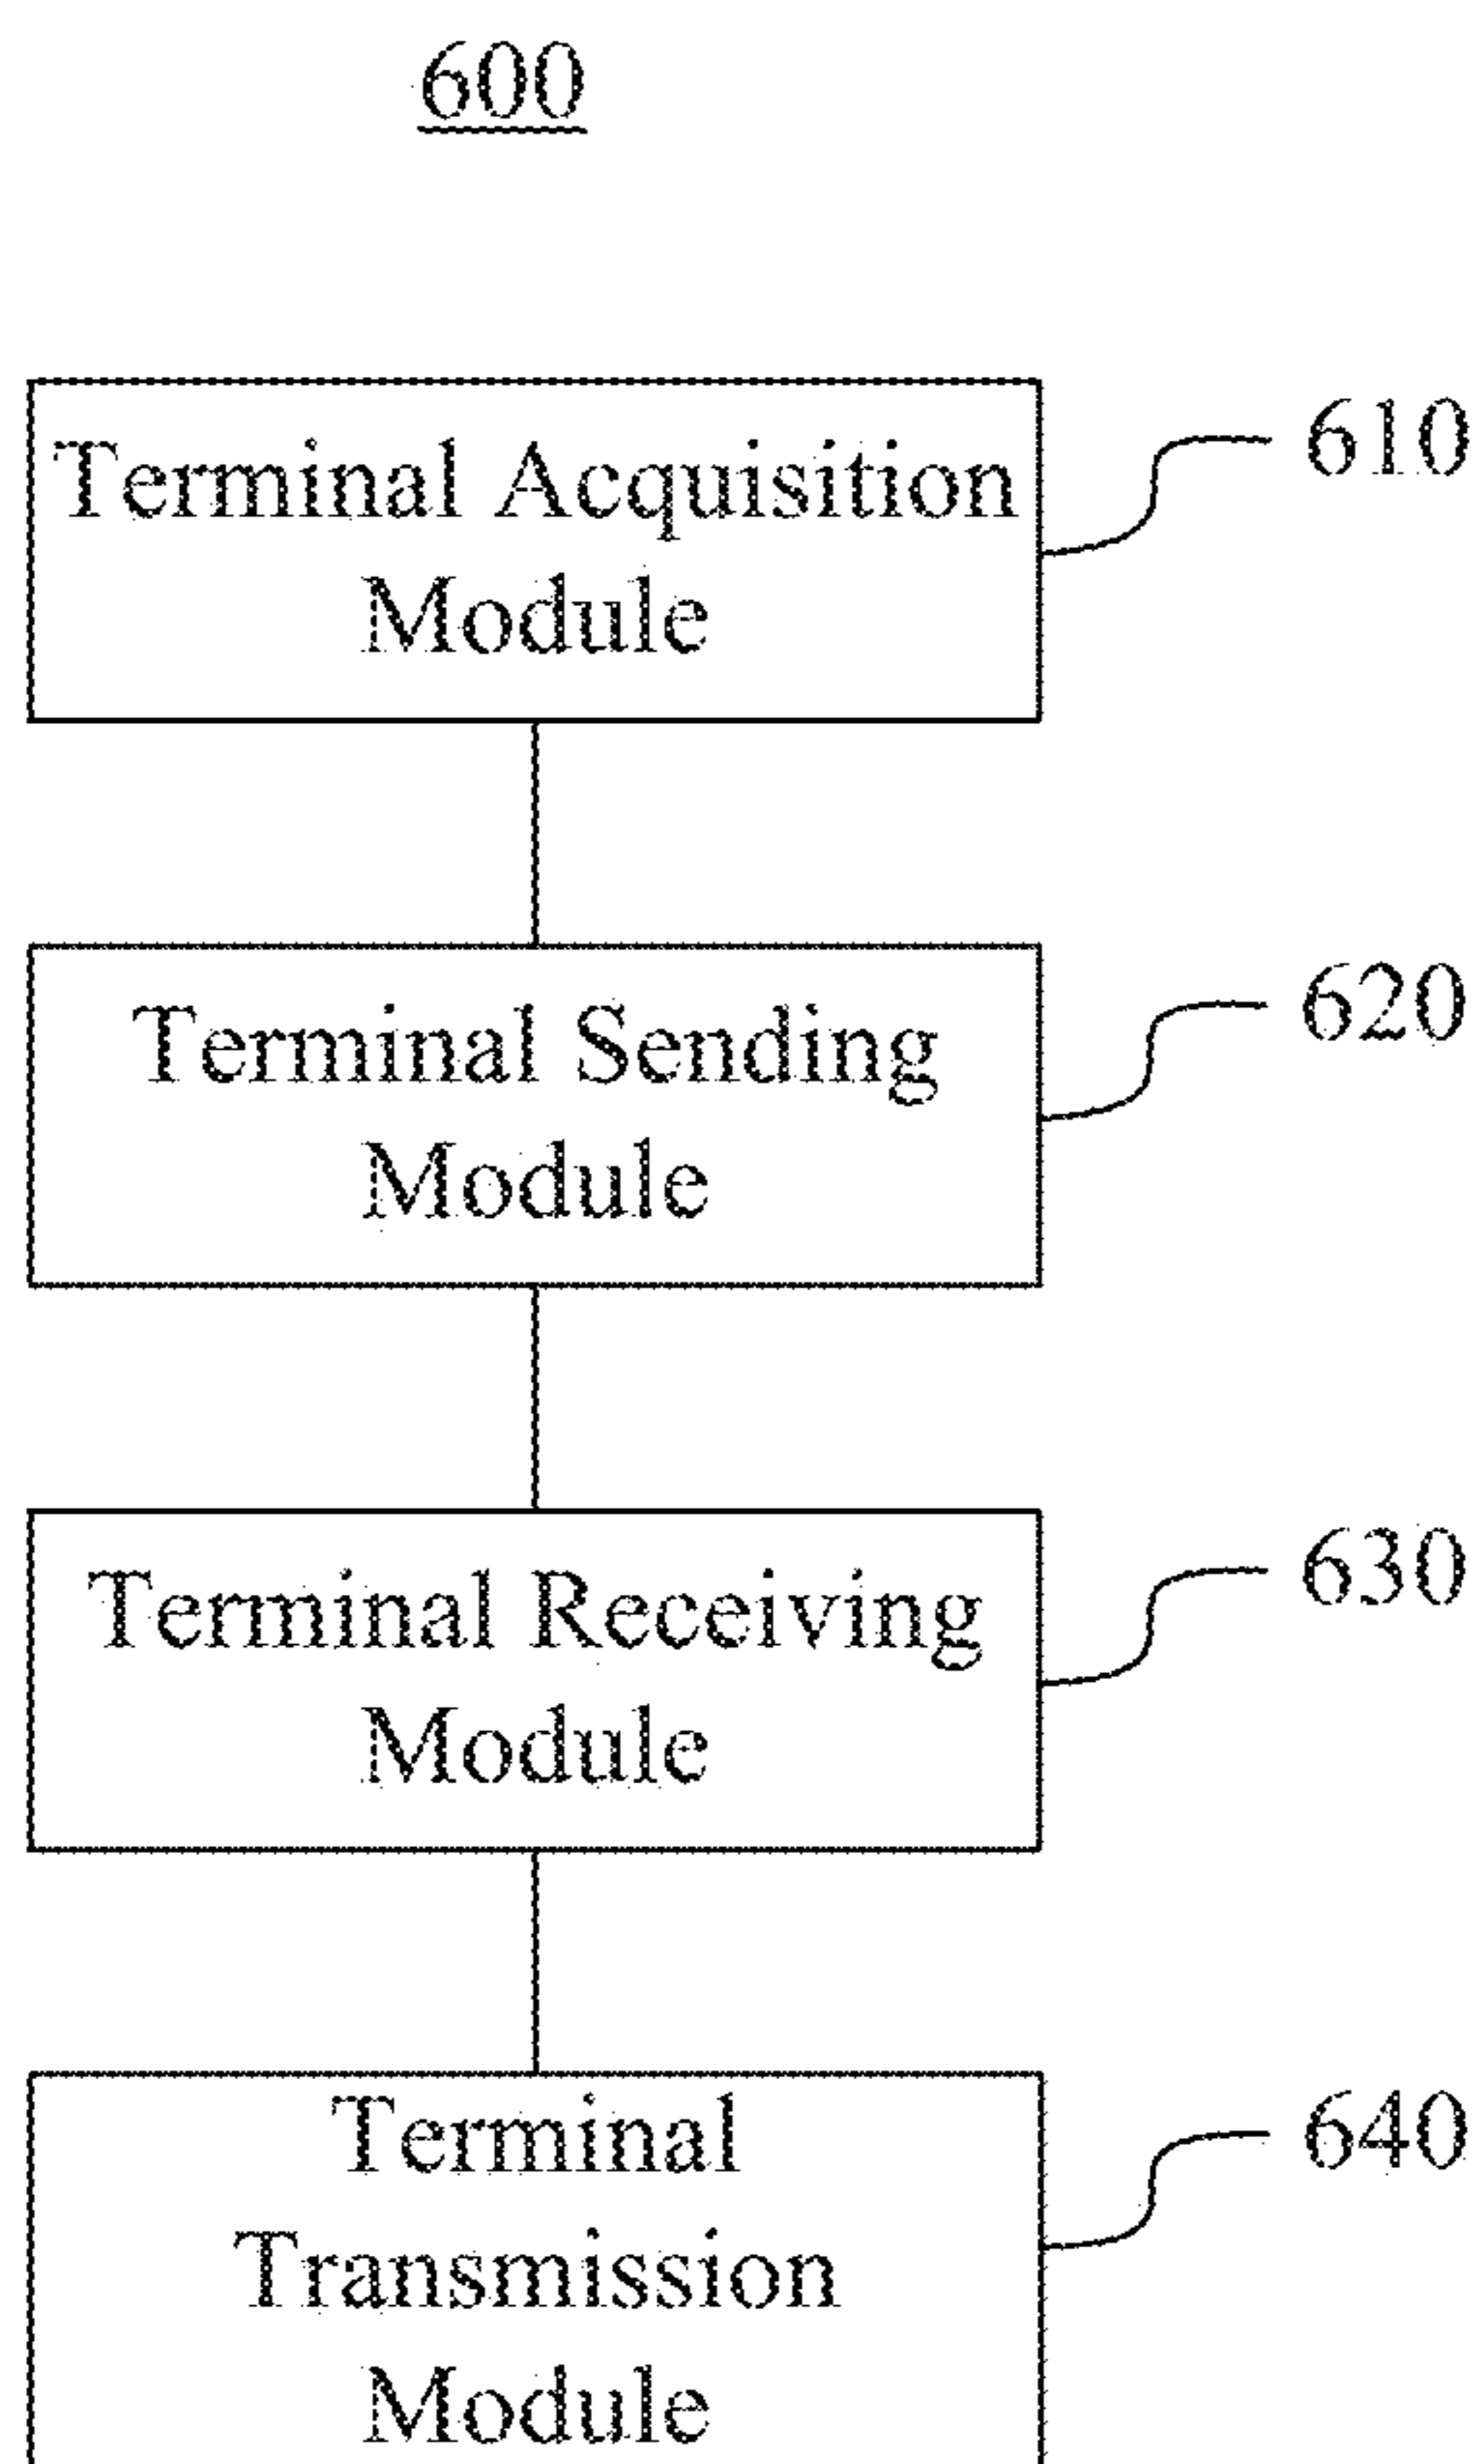 600
Terminal Acquisition
Module
610
Terminal Sending
Module
620
Terminal Receiving
Module
630
Terminal
Transmission
Module
640